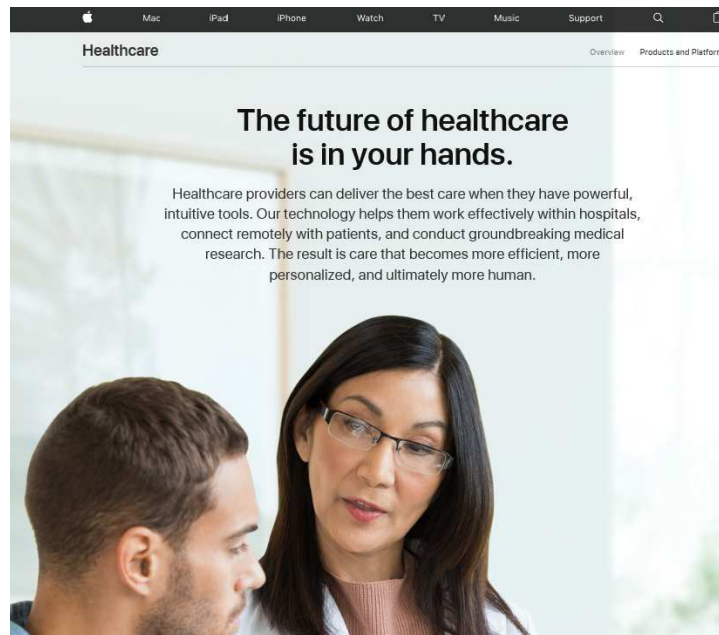 Mac iPad iPhone Watch TV Music Support
Healthcare Overview Products and Platfor
The future of healthcare
is in your hands.
Healthcare providers can deliver the best care when they have powerful,
intuitive tools. Our technology helps them work effectively within hospitals,
connect remotely with patients, and conduct groundbreaking medical
research. The result is care that becomes more efficient, more
personalized, and ultimately more human.